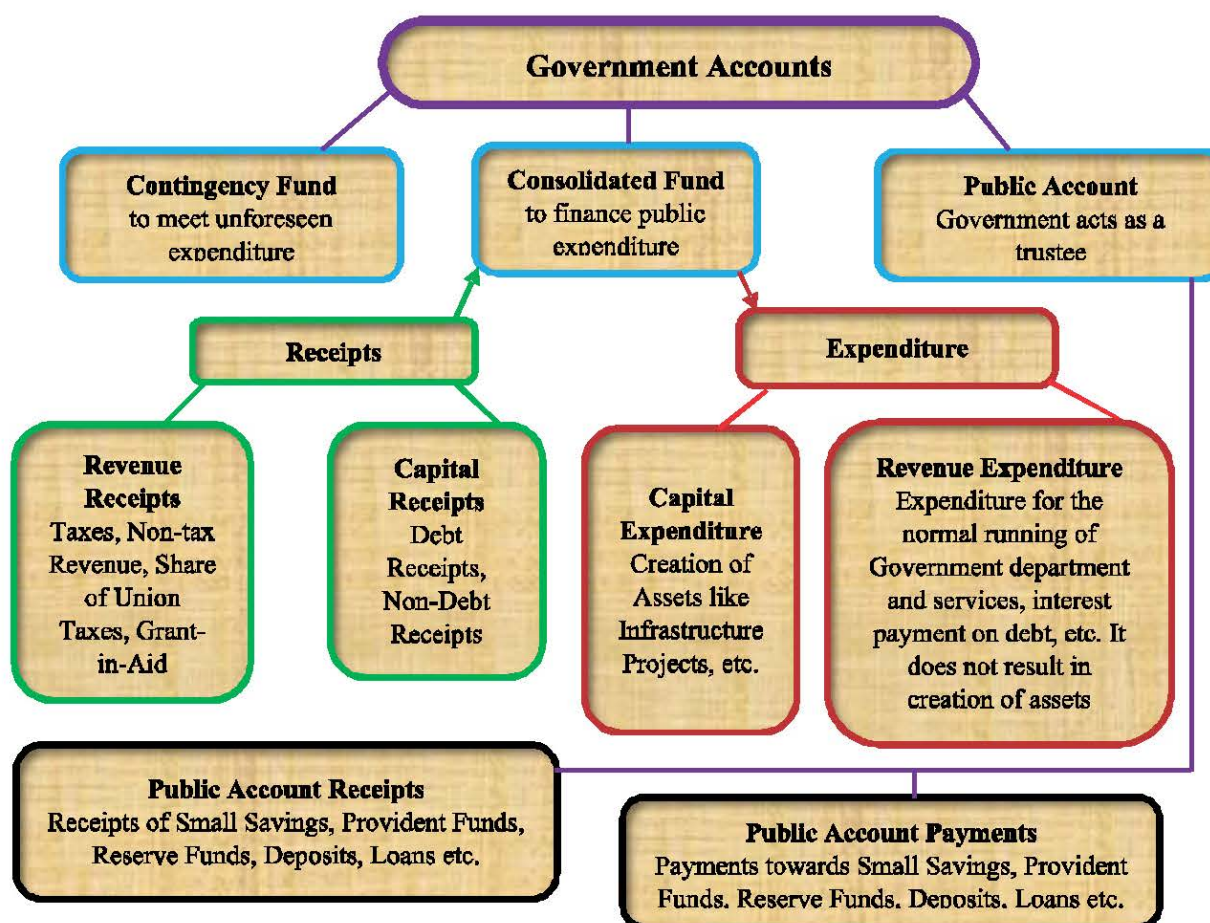 Government Accounts
Contingency Fund
to meet unforeseen
expenditure
Consolidated Fund
to finance public
expenditure
Public Account
Government acts as a
trustee
Receipts
Expenditure
Revenue
Receipts
Taxes, Non-tax
Revenue, Share
of Union
Taxes, Grant-
in-Aid
Capital
Receipts
Debt
Receipts,
Non-Debt
Receipts
Capital
Expenditure
Creation of
Assets like
Infrastructure
Projects, etc.
Revenue Expenditure
Expenditure for the
normal running of
Government department
and services, interest
payment on debt, etc. It
does not result in
creation of assets
Public Account Receipts
Receipts of Small Savings, Provident Funds,
Reserve Funds, Deposits, Loans etc.
Public Account Payments
Payments towards Small Savings, Provident
Funds, Reserve Funds, Deposits, Loans etc.